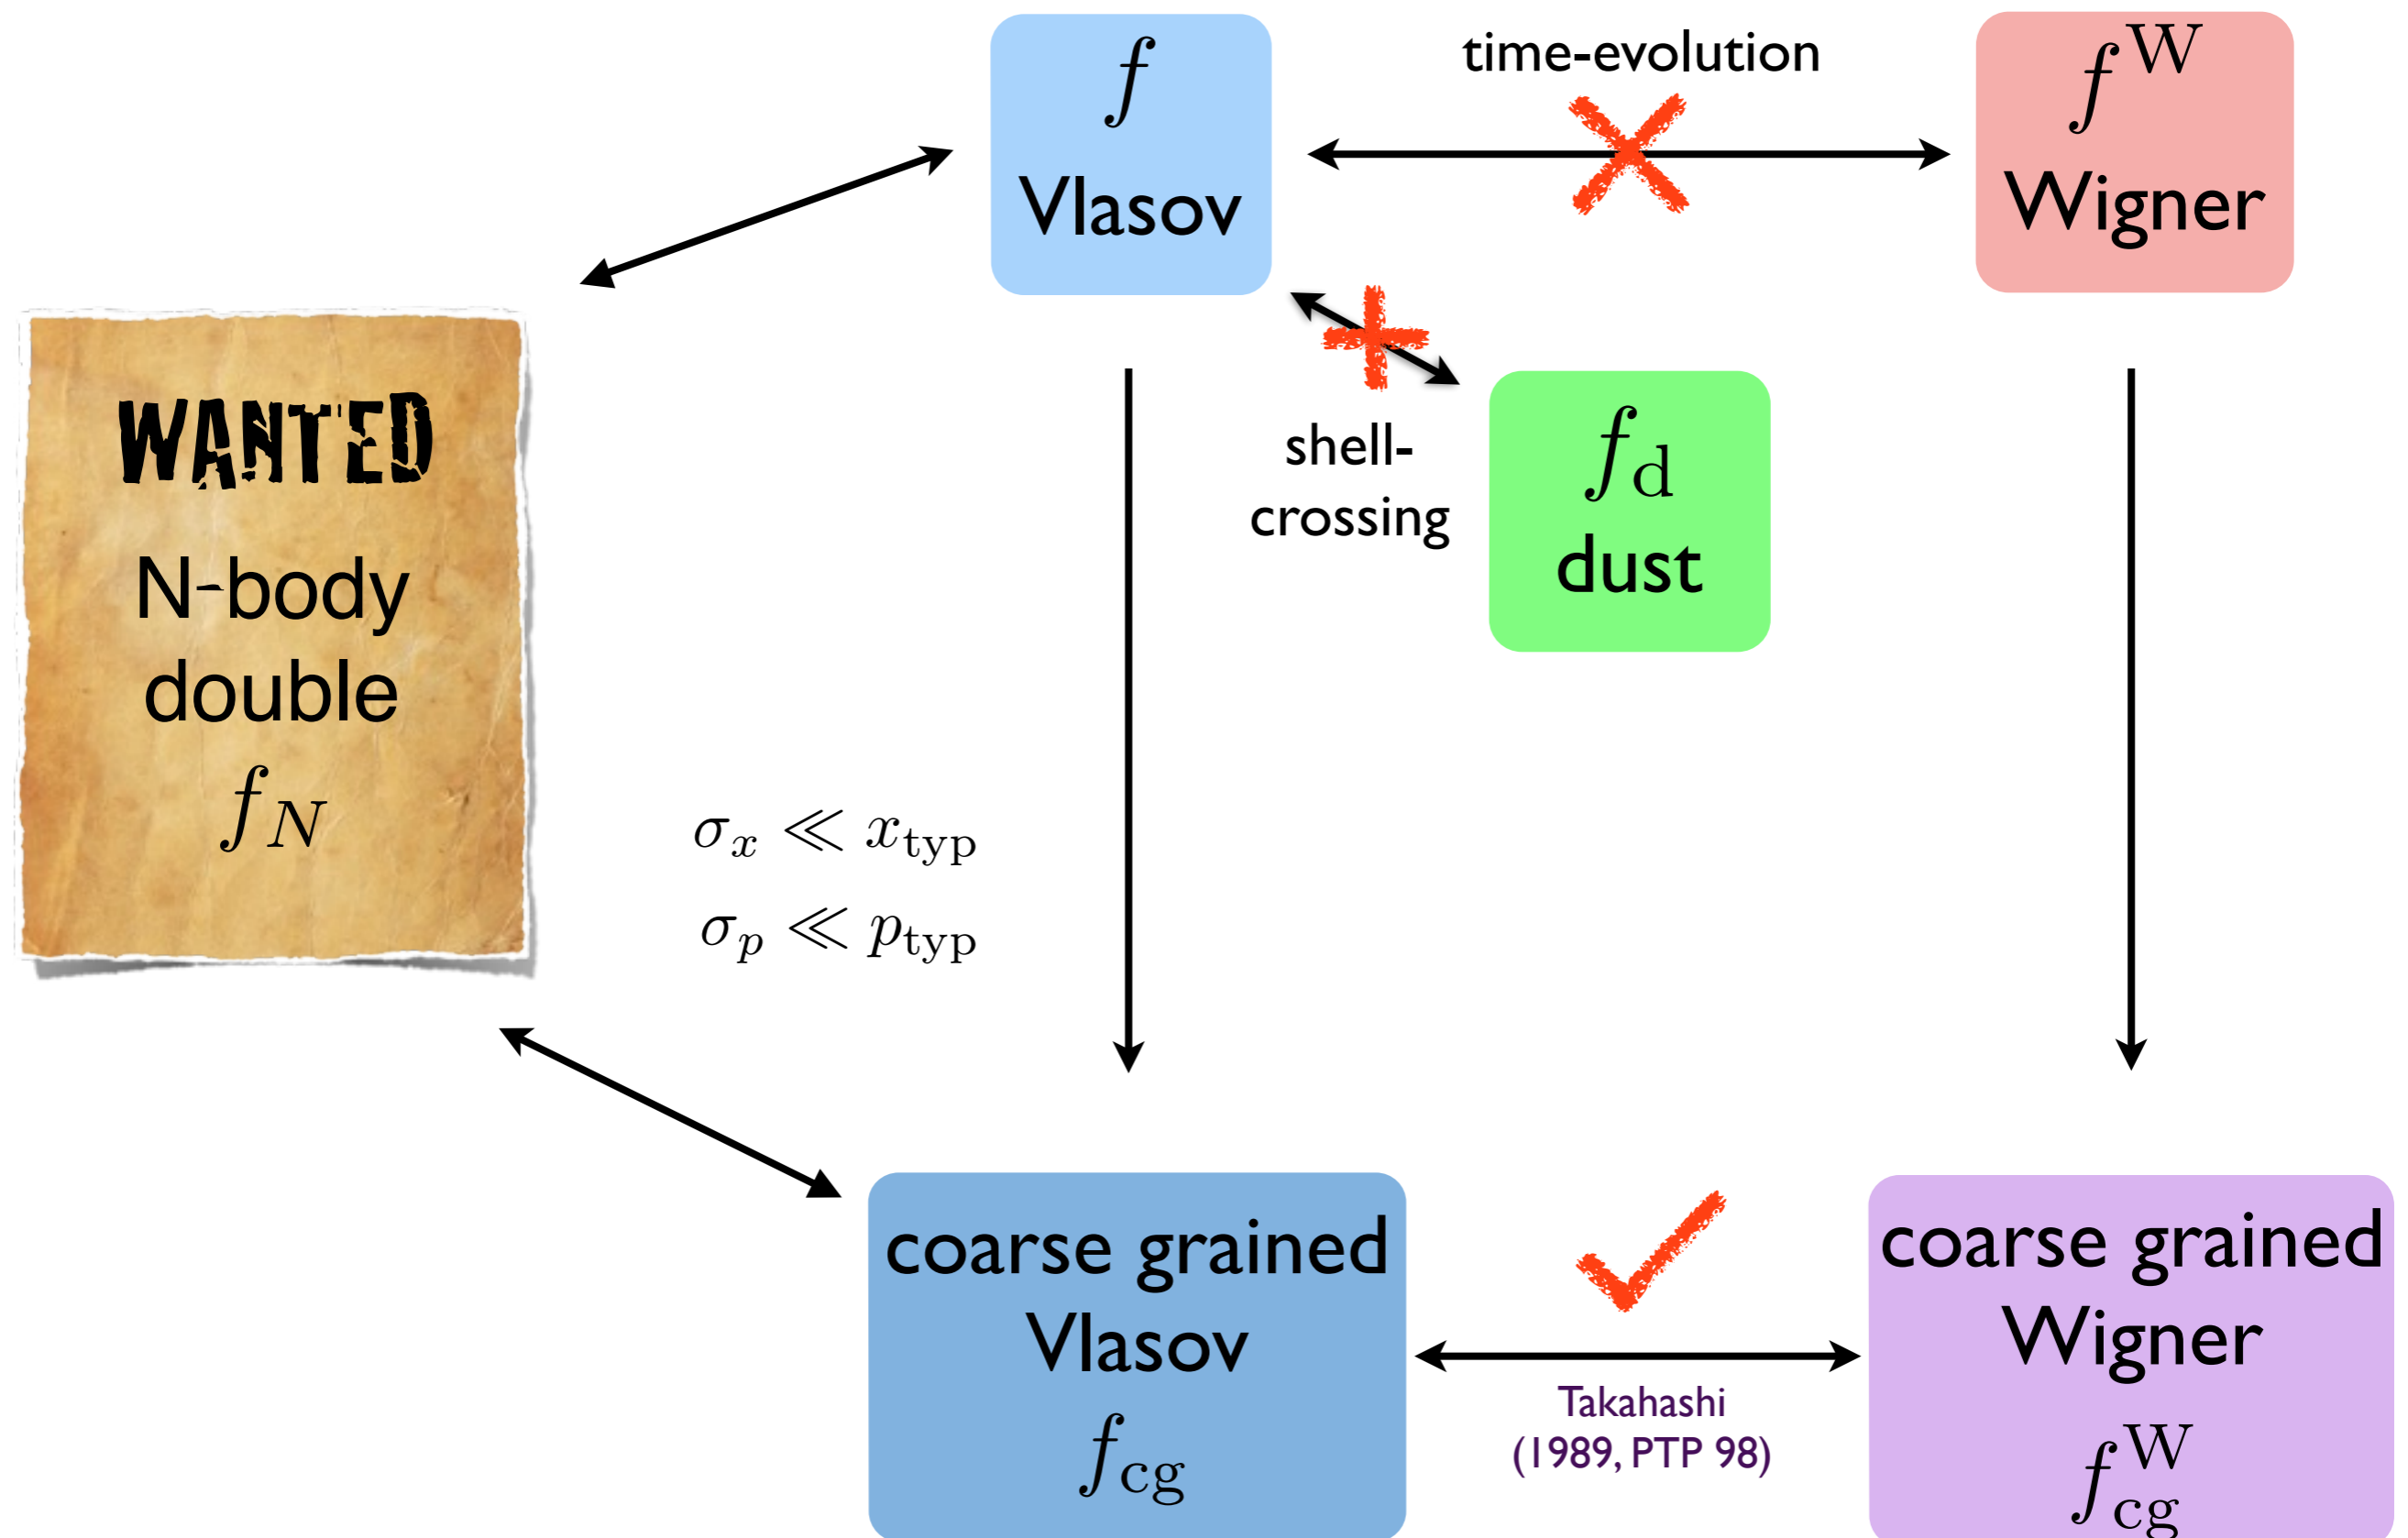 f
Vlasov
time-evolution
f^W
Wigner
shell-
crossing
f_d
dust
WANTED
N-body
double
f_N
σ_x ≪ x_typ
σ_p ≪ p_typ
coarse grained
Vlasov
f_cg
Takahashi
(1989, PTP 98)
coarse grained
Wigner
f_cg^W